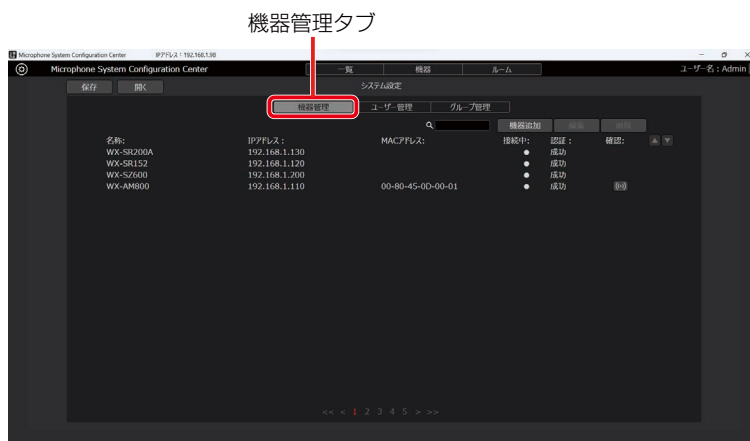 機器管理タブ
Microphone System Configuration Center IPアドレス：192.168.1.98
Microphone System Configuration Center 一覧 機器 ルーム ユーザー名：Admin
保存 開く システム設定
機器管理 ユーザー管理 グループ管理
機器追加 編集 削除
名称: IPアドレス： MACアドレス: 接続中: 認証： 確認:
WX-SR200A 192.168.1.130 成功
WX-SR152 192.168.1.120 成功
WX-SZ600 192.168.1.200 成功
WX-AM800 192.168.1.110 00-80-45-0D-00-01 成功
<< < 1 2 3 4 5 > >>